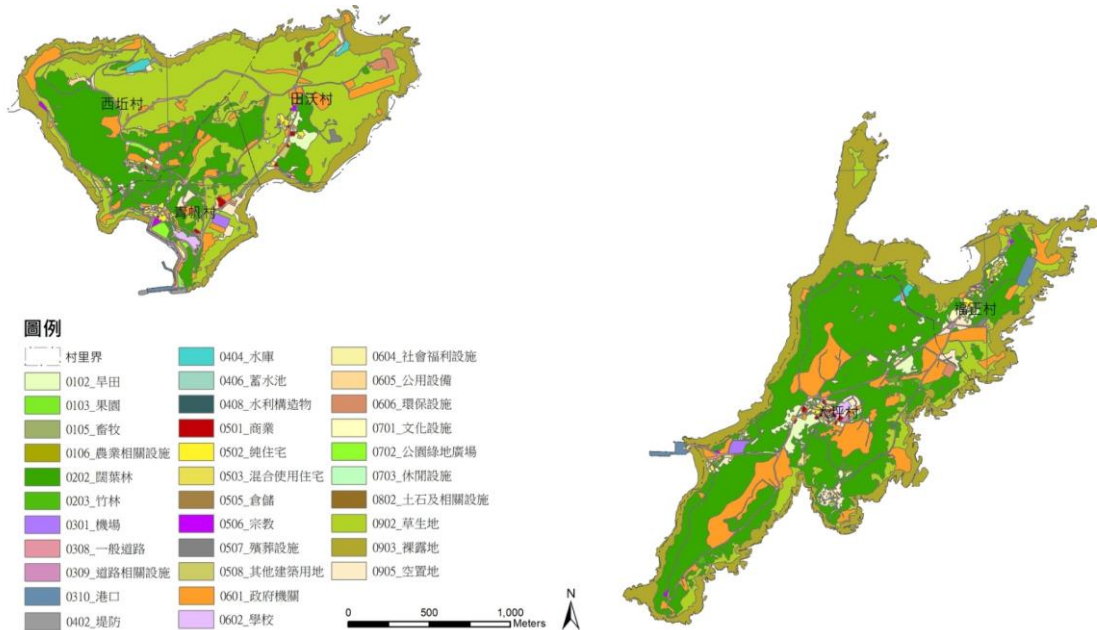 西坵村
田沃村
青帆村
福正村
大坪村
圖例
村里界
0102_旱田
0103_果園
0105_畜牧
0106_農業相關設施
0202_闊葉林
0203_竹林
0301_機場
0308_一般道路
0309_道路相關設施
0310_港口
0402_堤防
0404_水庫
0406_蓄水池
0408_水利構造物
0501_商業
0502_純住宅
0503_混合使用住宅
0505_倉儲
0506_宗教
0507_殯葬設施
0508_其他建築用地
0601_政府機關
0602_學校
0604_社會福利設施
0605_公用設備
0606_環保設施
0701_文化設施
0702_公園綠地廣場
0703_休閒設施
0802_土石及相關設施
0902_草生地
0903_裸露地
0905_空置地
0 500 1,000
Meters
N